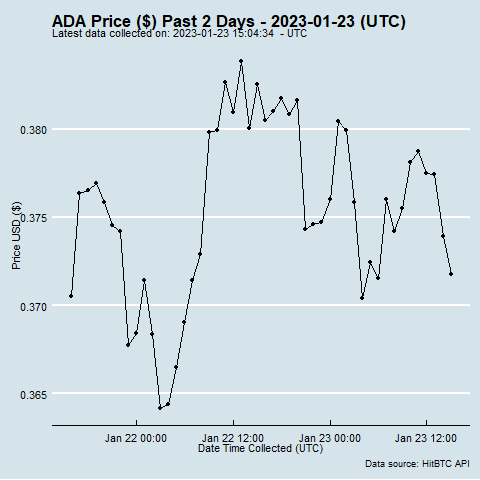 ADA Price ($) Past 2 Days - 2023-01-23 (UTC)
Latest data collected on: 2023-01-23 15:04:34 - UTC
0.380
0.375
0.370
0.365
Price USD ($)
Jan 22 00:00 Jan 22 12:00 Jan 23 00:00 Jan 23 12:00
Date Time Collected (UTC)
Data source: HitBTC API